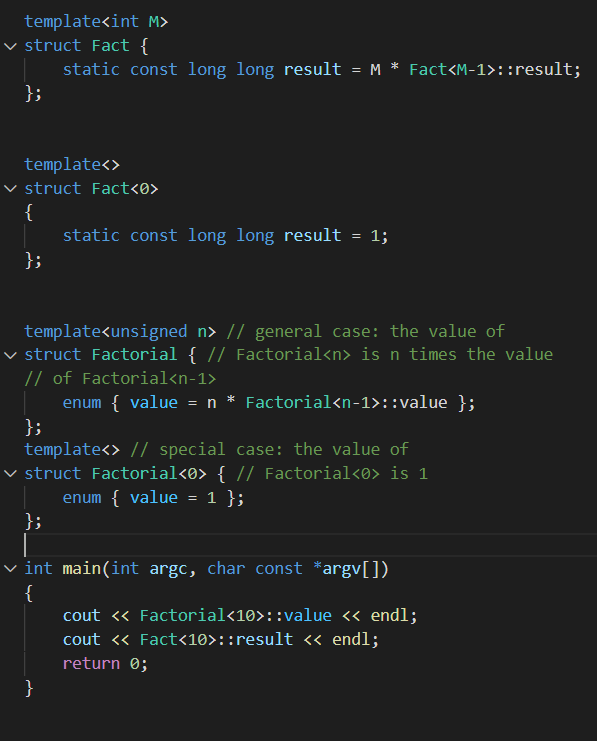 template<int M>
struct Fact {
    static const long long result = M * Fact<M-1>::result;
};
template<>
struct Fact<0>
{
    static const long long result = 1;
};
template<unsigned n> // general case: the value of
struct Factorial { // Factorial<n> is n times the value
// of Factorial<n-1>
    enum { value = n * Factorial<n-1>::value };
};
template<> // special case: the value of
struct Factorial<0> { // Factorial<0> is 1
    enum { value = 1 };
};
int main(int argc, char const *argv[])
{
    cout << Factorial<10>::value << endl;
    cout << Fact<10>::result << endl;
    return 0;
}